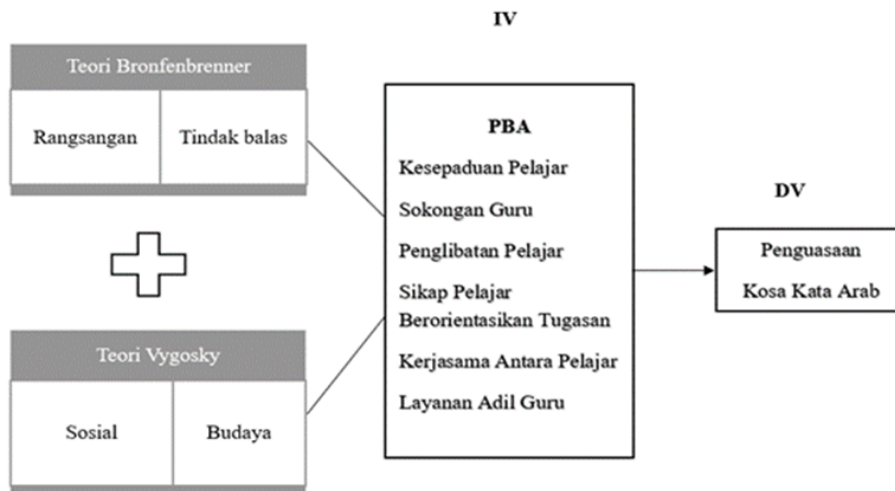 IV
Teori Bronfenbrenner
Rangsangan
Tindak balas
PBA
Kesepaduan Pelajar
Sokongan Guru
Penglibatan Pelajar
Sikap Pelajar
Berorientasikan Tugasan
Kerjasama Antara Pelajar
Layanan Adil Guru
DV
Penguasaan
Kosa Kata Arab
Teori Vygosky
Sosial
Budaya